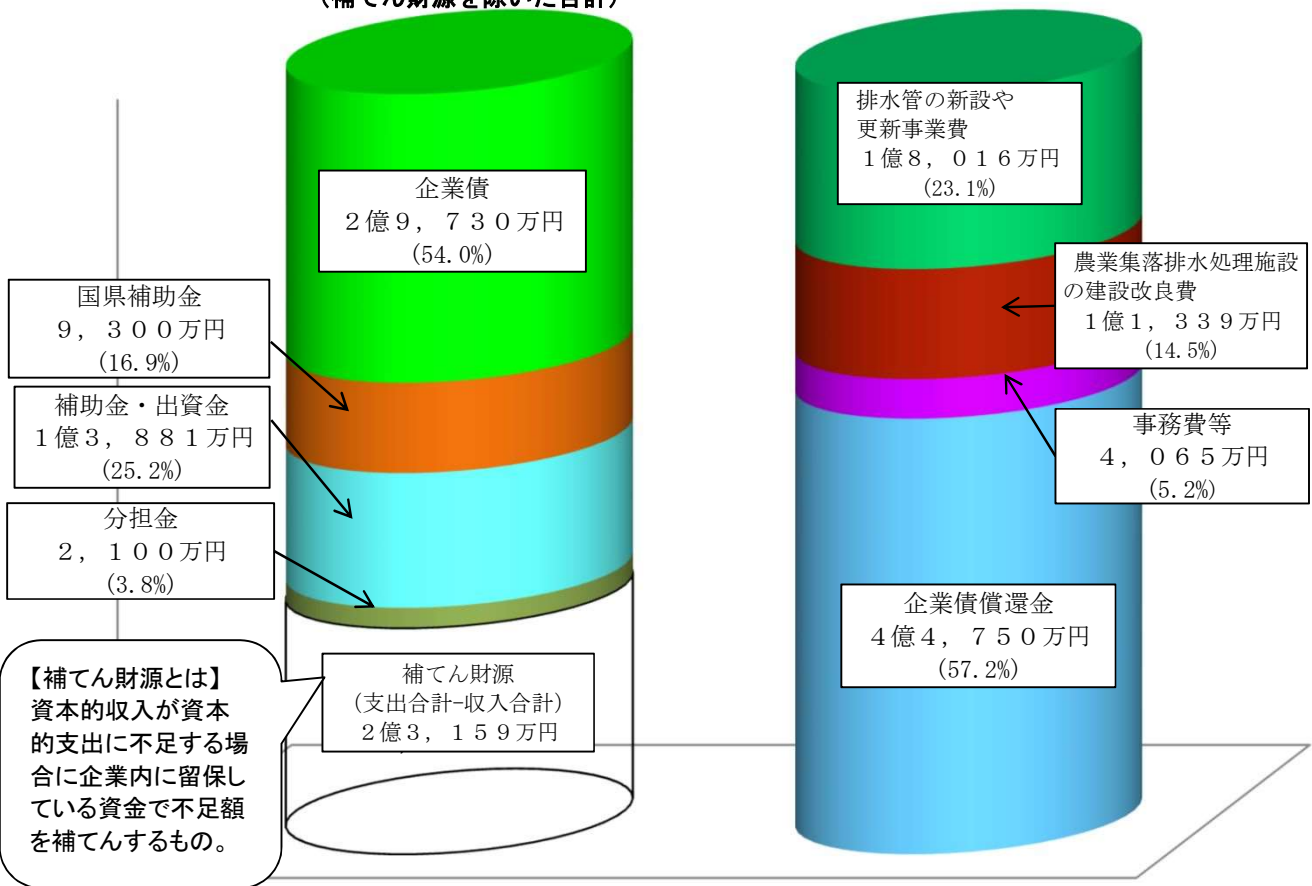 (補てん財源を除いた合計)
企業債
2億9,730万円
(54.0%)
国県補助金
9,300万円
(16.9%)
補助金・出資金
1億3,881万円
(25.2%)
分担金
2,100万円
(3.8%)
補てん財源
(支出合計-収入合計)
2億3,159万円
【補てん財源とは】
資本的収入が資本
的支出に不足する場
合に企業内に留保し
ている資金で不足額
を補てんするもの。
排水管の新設や
更新事業費
1億8,016万円
(23.1%)
農業集落排水処理施設
の建設改良費
1億1,339万円
(14.5%)
事務費等
4,065万円
(5.2%)
企業債償還金
4億4,750万円
(57.2%)